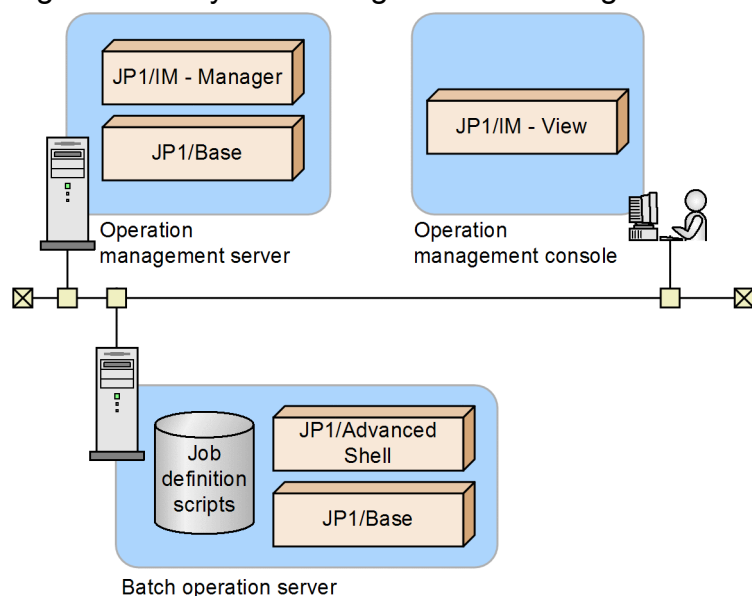 JP1/IM - Manager
JP1/Base
Operation
management server
JP1/IM - View
Operation
management console
Job
definition
scripts
JP1/Advanced
Shell
JP1/Base
Batch operation server